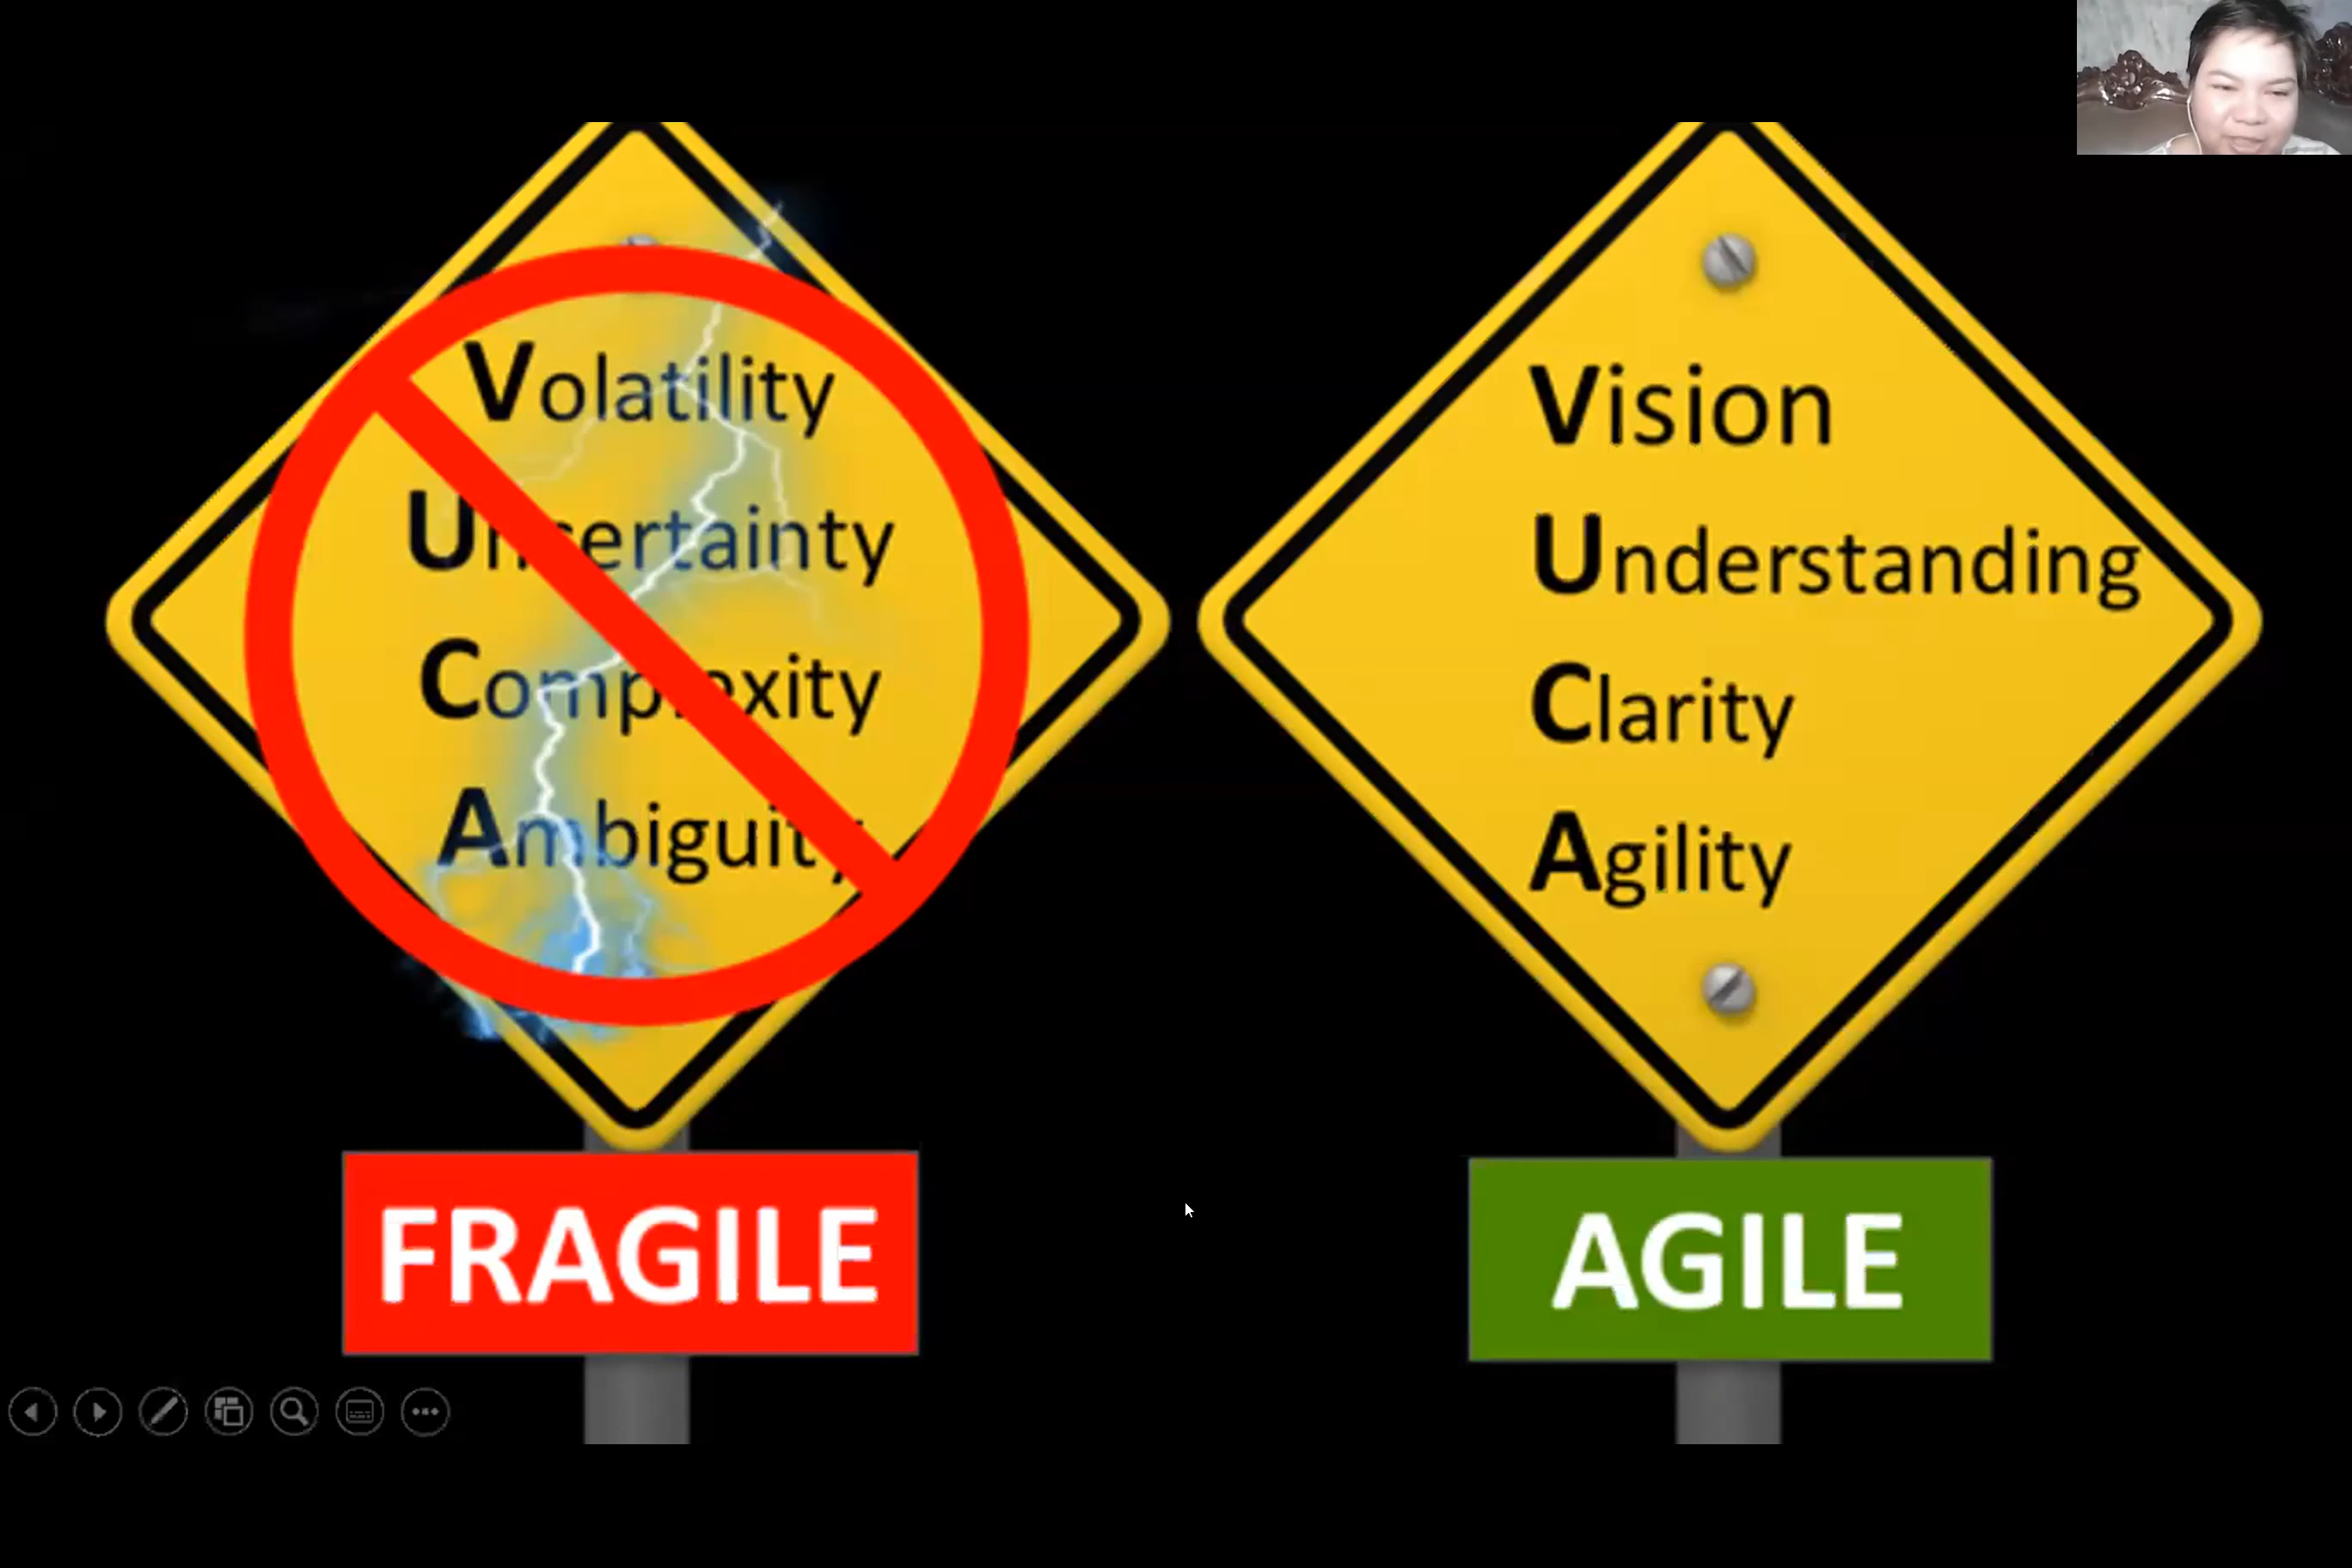 Volatility
Uncertainty
Complexity
Ambiguity
FRAGILE
Vision
Understanding
Clarity
Agility
AGILE